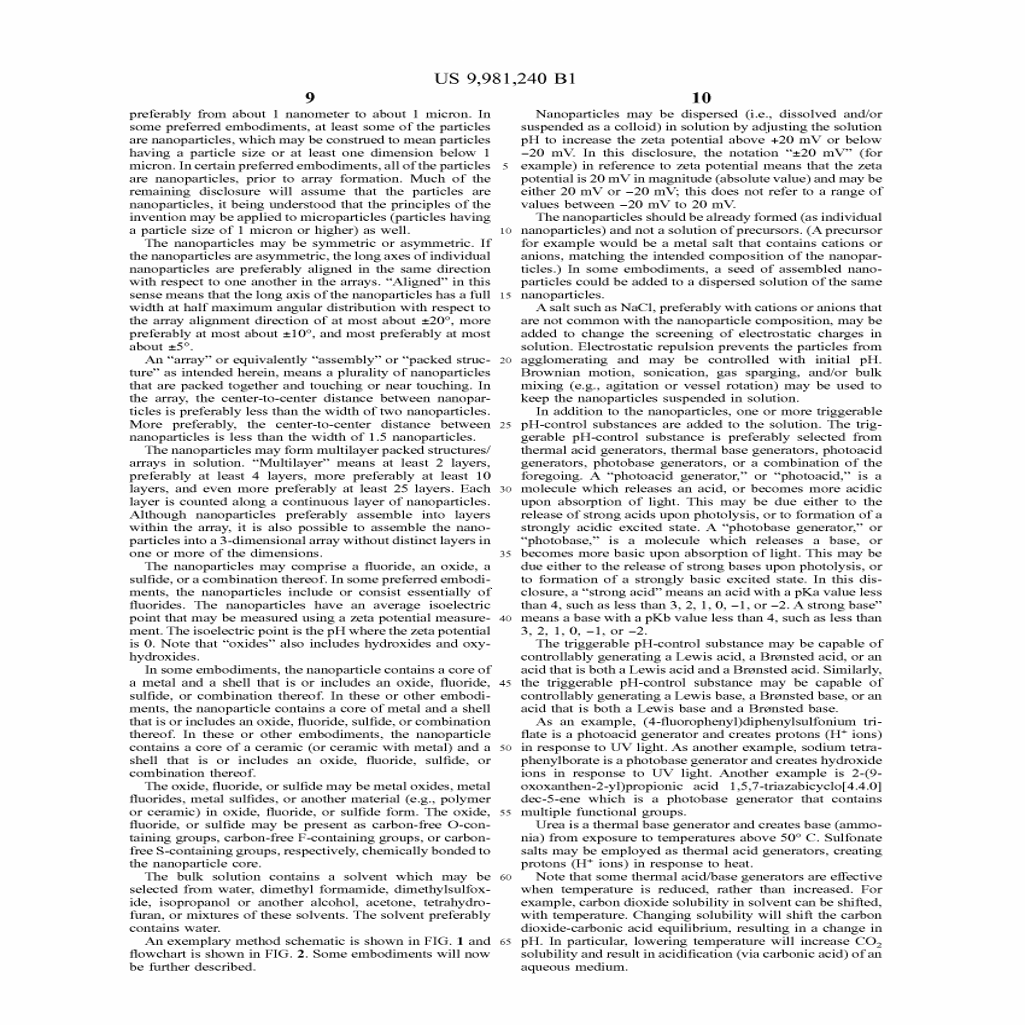 US 9,981,240 B1
9
preferably from about 1 nanometer to about 1 micron. In
some preferred embodiments, at least some of the particles
are nanoparticles, which may be construed to mean particles
having a particle size or at least one dimension below 1
micron. In certain preferred embodiments, all of the particles
are nanoparticles, prior to array formation. Much of the
remaining disclosure will assume that the particles are
nanoparticles, it being understood that the principles of the
invention may be applied to microparticles (particles having
a particle size of 1 micron or higher) as well.
The nanoparticles may be symmetric or asymmetric. If
the nanoparticles are asymmetric, the long axes of individual
nanoparticles are preferably aligned in the same direction
with respect to one another in the arrays. “Aligned” in this
sense means that the long axis of the nanoparticles has a full
width at half maximum angular distribution with respect to
the array alignment direction of at most about ±20°, more
preferably at most about ±10°, and most preferably at most
about ±5°.
An “array” or equivalently “assembly” or “packed struc-
ture” as intended herein, means a plurality of nanoparticles
that are packed together and touching or near touching. In
the array, the center-to-center distance between nanopar-
ticles is preferably less than the width of two nanoparticles.
More preferably, the center-to-center distance between
nanoparticles is less than the width of 1.5 nanoparticles.
The nanoparticles may form multilayer packed structures/
arrays in solution. “Multilayer” means at least 2 layers,
preferably at least 4 layers, more preferably at least 10
layers, and even more preferably at least 25 layers. Each
layer is counted along a continuous layer of nanoparticles.
Although nanoparticles preferably assemble into layers
within the array, it is also possible to assemble the nano-
particles into a 3-dimensional array without distinct layers in
one or more of the dimensions.
The nanoparticles may comprise a fluoride, an oxide, a
sulfide, or a combination thereof. In some preferred embodi-
ments, the nanoparticles include or consist essentially of
fluorides. The nanoparticles have an average isoelectric
point that may be measured using a zeta potential measure-
ment. The isoelectric point is the pH where the zeta potential
is 0. Note that “oxides” also includes hydroxides and oxy-
hydroxides.
In some embodiments, the nanoparticle contains a core of
a metal and a shell that is or includes an oxide, fluoride,
sulfide, or combination thereof. In these or other embodi-
ments, the nanoparticle contains a core of metal and a shell
that is or includes an oxide, fluoride, sulfide, or combination
thereof. In these or other embodiments, the nanoparticle
contains a core of a ceramic (or ceramic with metal) and a
shell that is or includes an oxide, fluoride, sulfide, or
combination thereof.
The oxide, fluoride, or sulfide may be metal oxides, metal
fluorides, metal sulfides, or another material (e.g., polymer
or ceramic) in oxide, fluoride, or sulfide form. The oxide,
fluoride, or sulfide may be present as carbon-free O-con-
taining groups, carbon-free F-containing groups, or carbon-
free S-containing groups, respectively, chemically bonded to
the nanoparticle core.
The bulk solution contains a solvent which may be
selected from water, dimethyl formamide, dimethylsulfox-
ide, isopropanol or another alcohol, acetone, tetrahydro-
furan, or mixtures of these solvents. The solvent preferably
contains water.
An exemplary method schematic is shown in FIG. 1 and
flowchart is shown in FIG. 2. Some embodiments will now
be further described.
5
10
15
20
25
30
35
40
45
50
55
60
65
10
Nanoparticles may be dispersed (i.e., dissolved and/or
suspended as a colloid) in solution by adjusting the solution
pH to increase the zeta potential above +20 mV or below
−20 mV. In this disclosure, the notation “±20 mV” (for
example) in reference to zeta potential means that the zeta
potential is 20 mV in magnitude (absolute value) and may be
either 20 mV or −20 mV; this does not refer to a range of
values between −20 mV to 20 mV.
The nanoparticles should be already formed (as individual
nanoparticles) and not a solution of precursors. (A precursor
for example would be a metal salt that contains cations or
anions, matching the intended composition of the nanopar-
ticles.) In some embodiments, a seed of assembled nano-
particles could be added to a dispersed solution of the same
nanoparticles.
A salt such as NaCl, preferably with cations or anions that
are not common with the nanoparticle composition, may be
added to change the screening of electrostatic charges in
solution. Electrostatic repulsion prevents the particles from
agglomerating and may be controlled with initial pH.
Brownian motion, sonication, gas sparging, and/or bulk
mixing (e.g., agitation or vessel rotation) may be used to
keep the nanoparticles suspended in solution.
In addition to the nanoparticles, one or more triggerable
pH-control substances are added to the solution. The trig-
gerable pH-control substance is preferably selected from
thermal acid generators, thermal base generators, photoacid
generators, photobase generators, or a combination of the
foregoing. A “photoacid generator,” or “photoacid,” is a
molecule which releases an acid, or becomes more acidic
upon absorption of light. This may be due either to the
release of strong acids upon photolysis, or to formation of a
strongly acidic excited state. A “photobase generator,” or
“photobase,” is a molecule which releases a base, or
becomes more basic upon absorption of light. This may be
due either to the release of strong bases upon photolysis, or
to formation of a strongly basic excited state. In this dis-
closure, a “strong acid” means an acid with a pKa value less
than 4, such as less than 3, 2, 1, 0, −1, or −2. A strong base”
means a base with a pKb value less than 4, such as less than
3, 2, 1, 0, −1, or −2.
The triggerable pH-control substance may be capable of
controllably generating a Lewis acid, a Brønsted acid, or an
acid that is both a Lewis acid and a Brønsted acid. Similarly,
the triggerable pH-control substance may be capable of
controllably generating a Lewis base, a Brønsted base, or an
acid that is both a Lewis base and a Brønsted base.
As an example, (4-fluorophenyl)diphenylsulfonium tri-
flate is a photoacid generator and creates protons (H⁺ ions)
in response to UV light. As another example, sodium tetra-
phenylborate is a photobase generator and creates hydroxide
ions in response to UV light. Another example is 2-(9-
oxoxanthen-2-yl)propionic acid 1,5,7-triazabicyclo[4.4.0]
dec-5-ene which is a photobase generator that contains
multiple functional groups.
Urea is a thermal base generator and creates base (ammo-
nia) from exposure to temperatures above 50° C. Sulfonate
salts may be employed as thermal acid generators, creating
protons (H⁺ ions) in response to heat.
Note that some thermal acid/base generators are effective
when temperature is reduced, rather than increased. For
example, carbon dioxide solubility in solvent can be shifted,
with temperature. Changing solubility will shift the carbon
dioxide-carbonic acid equilibrium, resulting in a change in
pH. In particular, lowering temperature will increase CO₂
solubility and result in acidification (via carbonic acid) of an
aqueous medium.